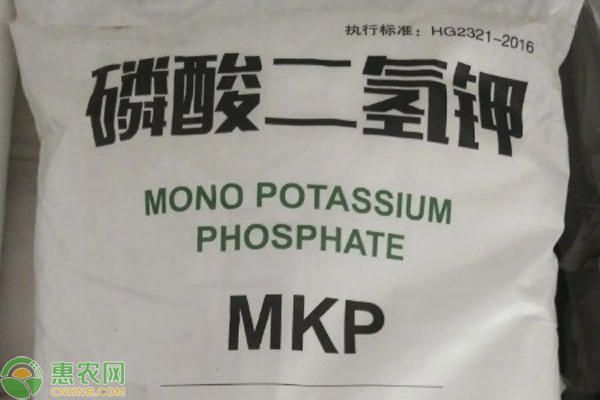 执行标准：HG2321-2016
磷酸二氢钾
MONO POTASSIUM
PHOSPHATE
MKP
惠农网
CNHNB.COM